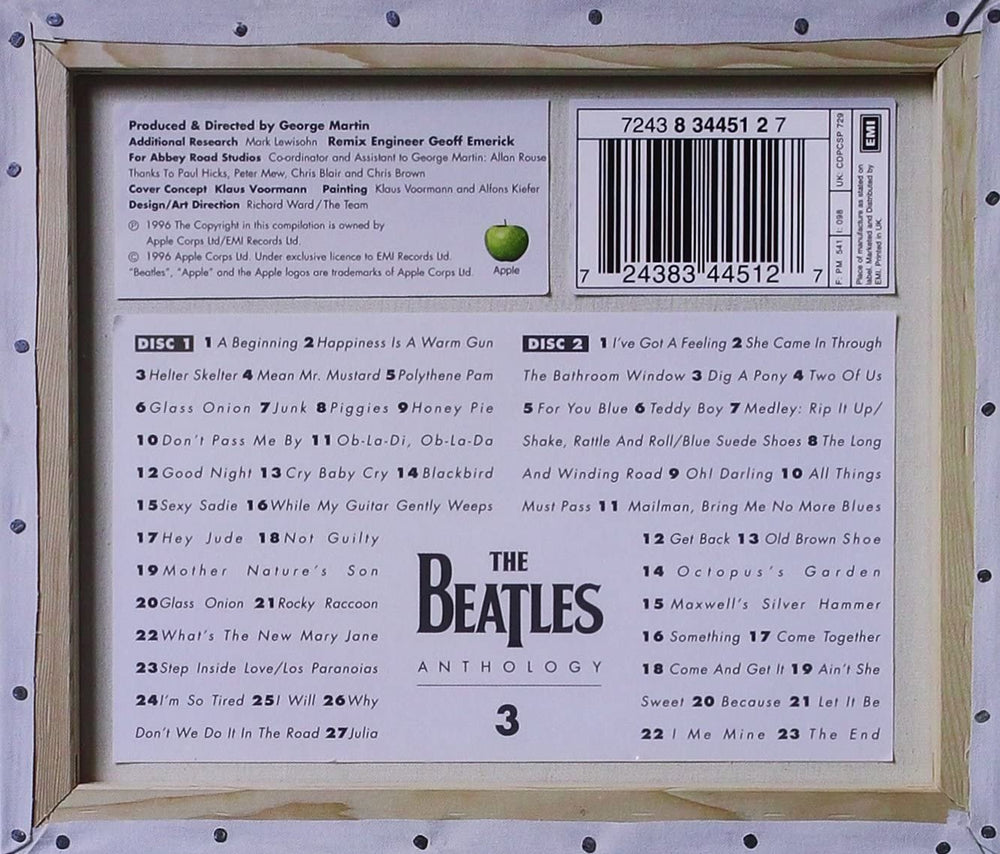 Produced & Directed by George Martin
Additional Research Mark Lewisohn Remix Engineer Geoff Emerick
For Abbey Road Studios Co-ordinator and Assistant to George Martin: Allan Rouse
Thanks To Paul Hicks, Peter Mew, Chris Blair and Chris Brown
Cover Concept Klaus Voormann Painting Klaus Voormann and Alfons Kiefer
Design/Art Direction Richard Ward/The Team
℗ 1996 The Copyright in this compilation is owned by
Apple Corps Ltd/EMI Records Ltd.
© 1996 Apple Corps Ltd. Under exclusive licence to EMI Records Ltd.
"Beatles", "Apple" and the Apple logos are trademarks of Apple Corps Ltd.
Apple
7243 8 34451 2 7
7 24383 44512 7
UK: CDPCSP 729
F: PM 541 I: 098
EMI
Place of manufacture as stated on
label. Marketed and Distributed by
EMI. Printed in UK.
DISC 1 1 A Beginning 2 Happiness Is A Warm Gun
3 Helter Skelter 4 Mean Mr. Mustard 5 Polythene Pam
6 Glass Onion 7 Junk 8 Piggies 9 Honey Pie
10 Don't Pass Me By 11 Ob-La-Di, Ob-La-Da
12 Good Night 13 Cry Baby Cry 14 Blackbird
15 Sexy Sadie 16 While My Guitar Gently Weeps
17 Hey Jude 18 Not Guilty
19 Mother Nature's Son
20 Glass Onion 21 Rocky Raccoon
22 What's The New Mary Jane
23 Step Inside Love/Los Paranoias
24 I'm So Tired 25 I Will 26 Why
Don't We Do It In The Road 27 Julia
DISC 2 1 I've Got A Feeling 2 She Came In Through
The Bathroom Window 3 Dig A Pony 4 Two Of Us
5 For You Blue 6 Teddy Boy 7 Medley: Rip It Up/
Shake, Rattle And Roll/Blue Suede Shoes 8 The Long
And Winding Road 9 Oh! Darling 10 All Things
Must Pass 11 Mailman, Bring Me No More Blues
12 Get Back 13 Old Brown Shoe
14 Octopus's Garden
15 Maxwell's Silver Hammer
16 Something 17 Come Together
18 Come And Get It 19 Ain't She
Sweet 20 Because 21 Let It Be
22 I Me Mine 23 The End
THE
BEATLES
ANTHOLOGY
3